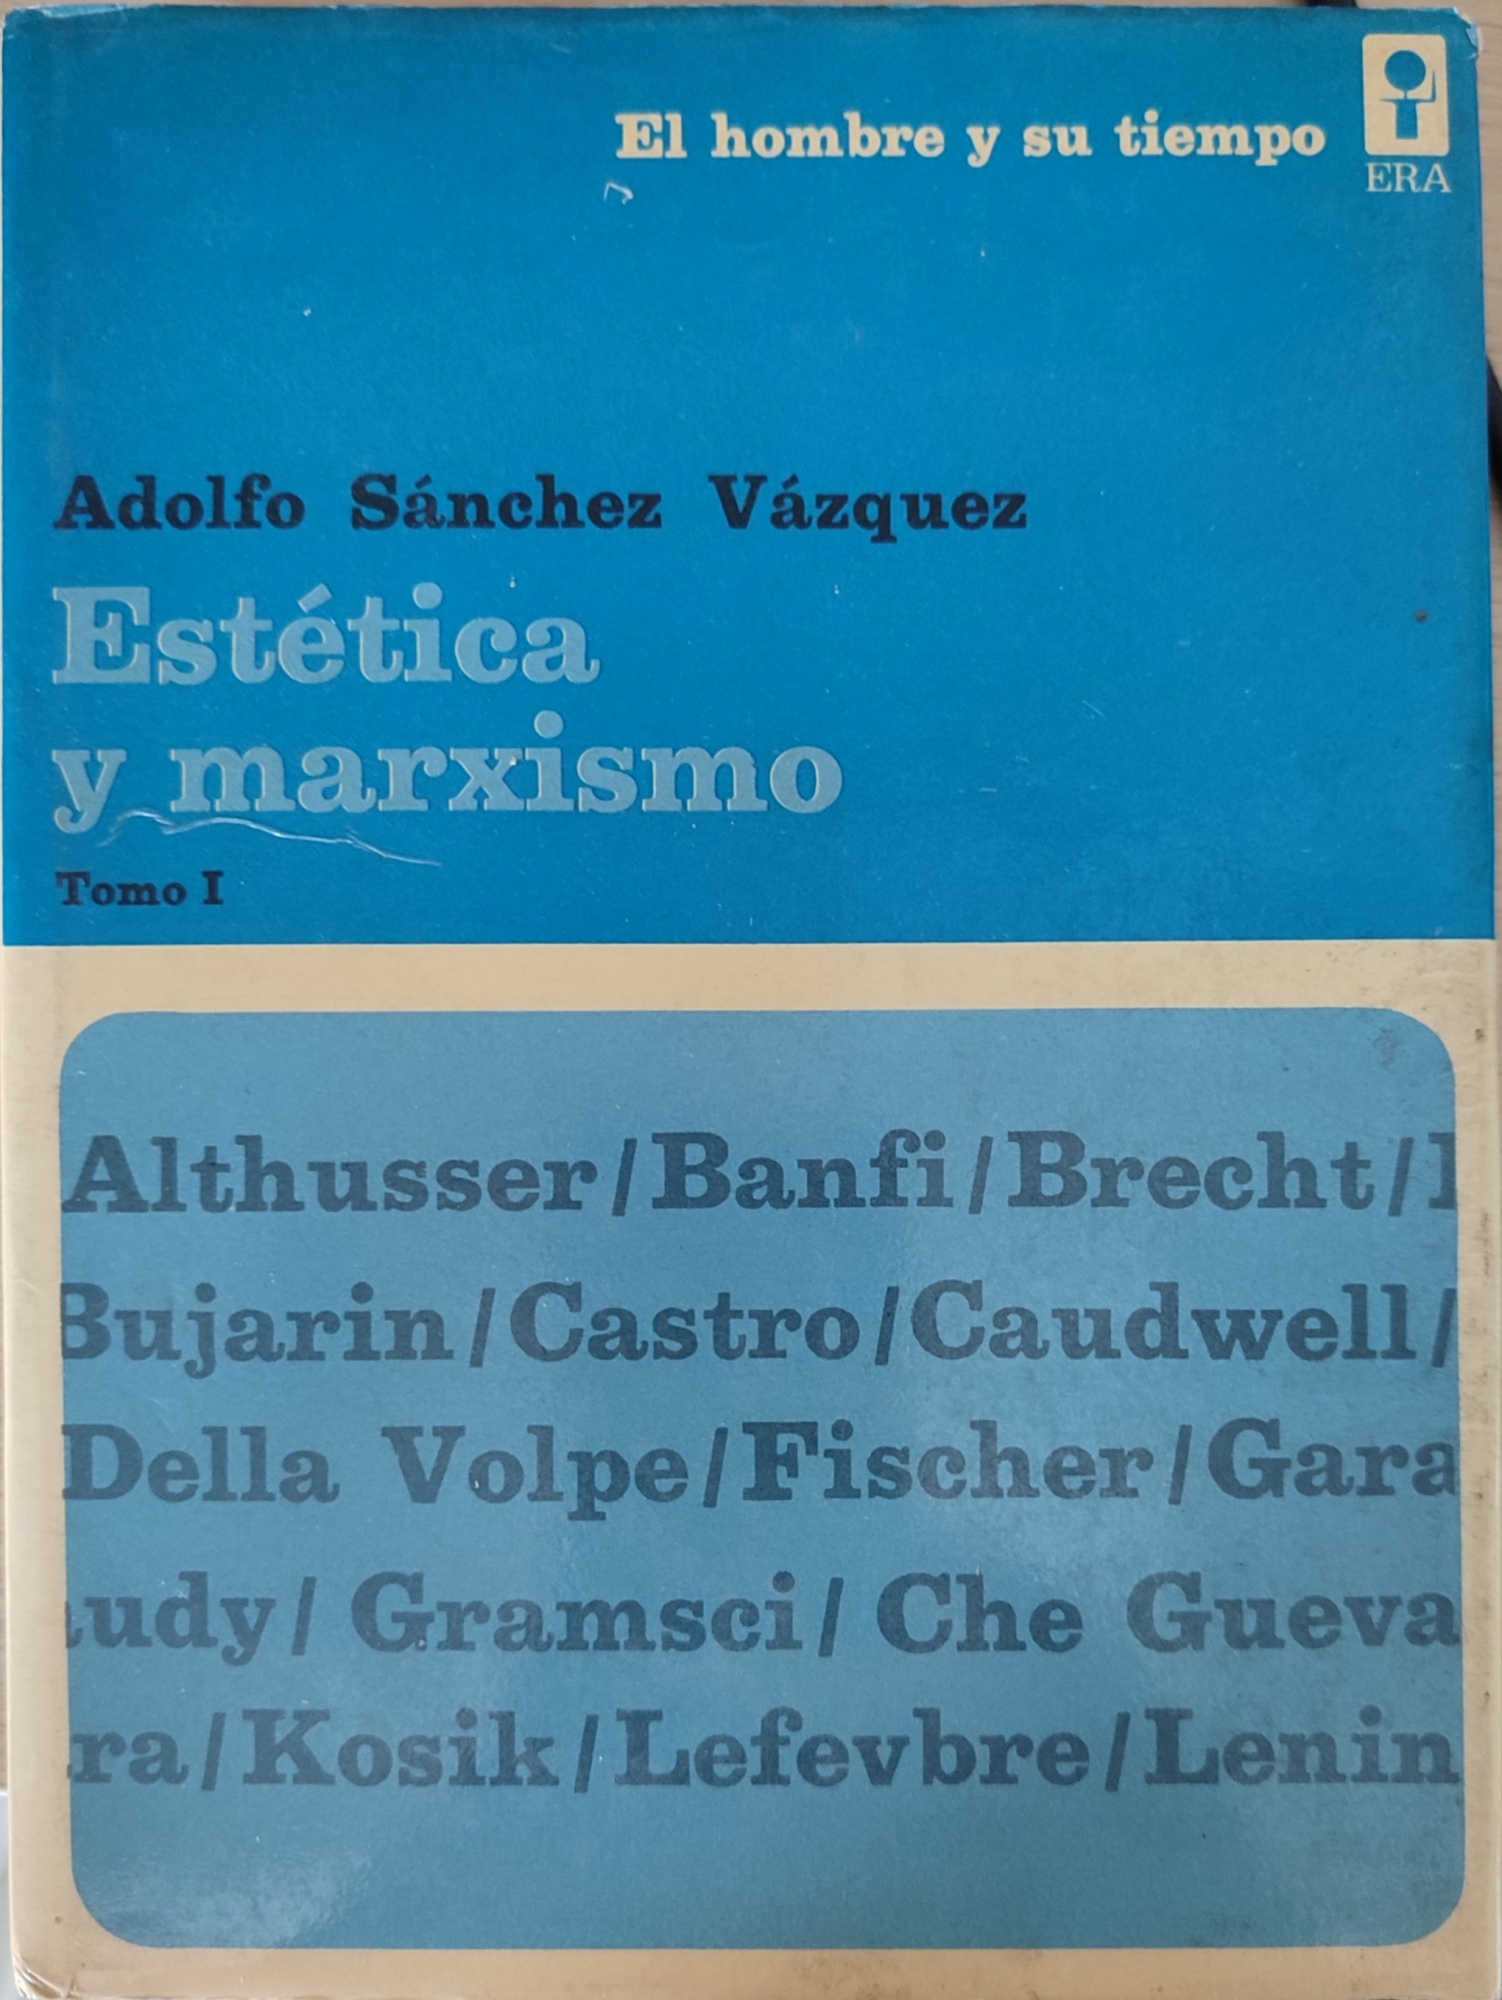 El hombre y su tiempo
ERA
Adolfo Sánchez Vázquez
Estética
y marxismo
Tomo I
Althusser/Banfi/Brecht/
Bujarin/Castro/Caudwell/
Della Volpe/Fischer/Gara
udy/ Gramsci/ Che Gueva
ra/Kosik/Lefevbre/Lenin